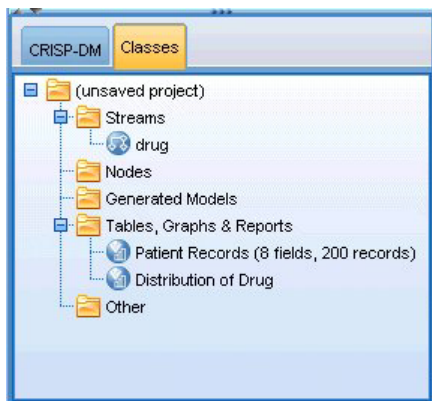 CRISP-DM Classes
(unsaved project)
Streams
drug
Nodes
Generated Models
Tables, Graphs & Reports
Patient Records (8 fields, 200 records)
Distribution of Drug
Other